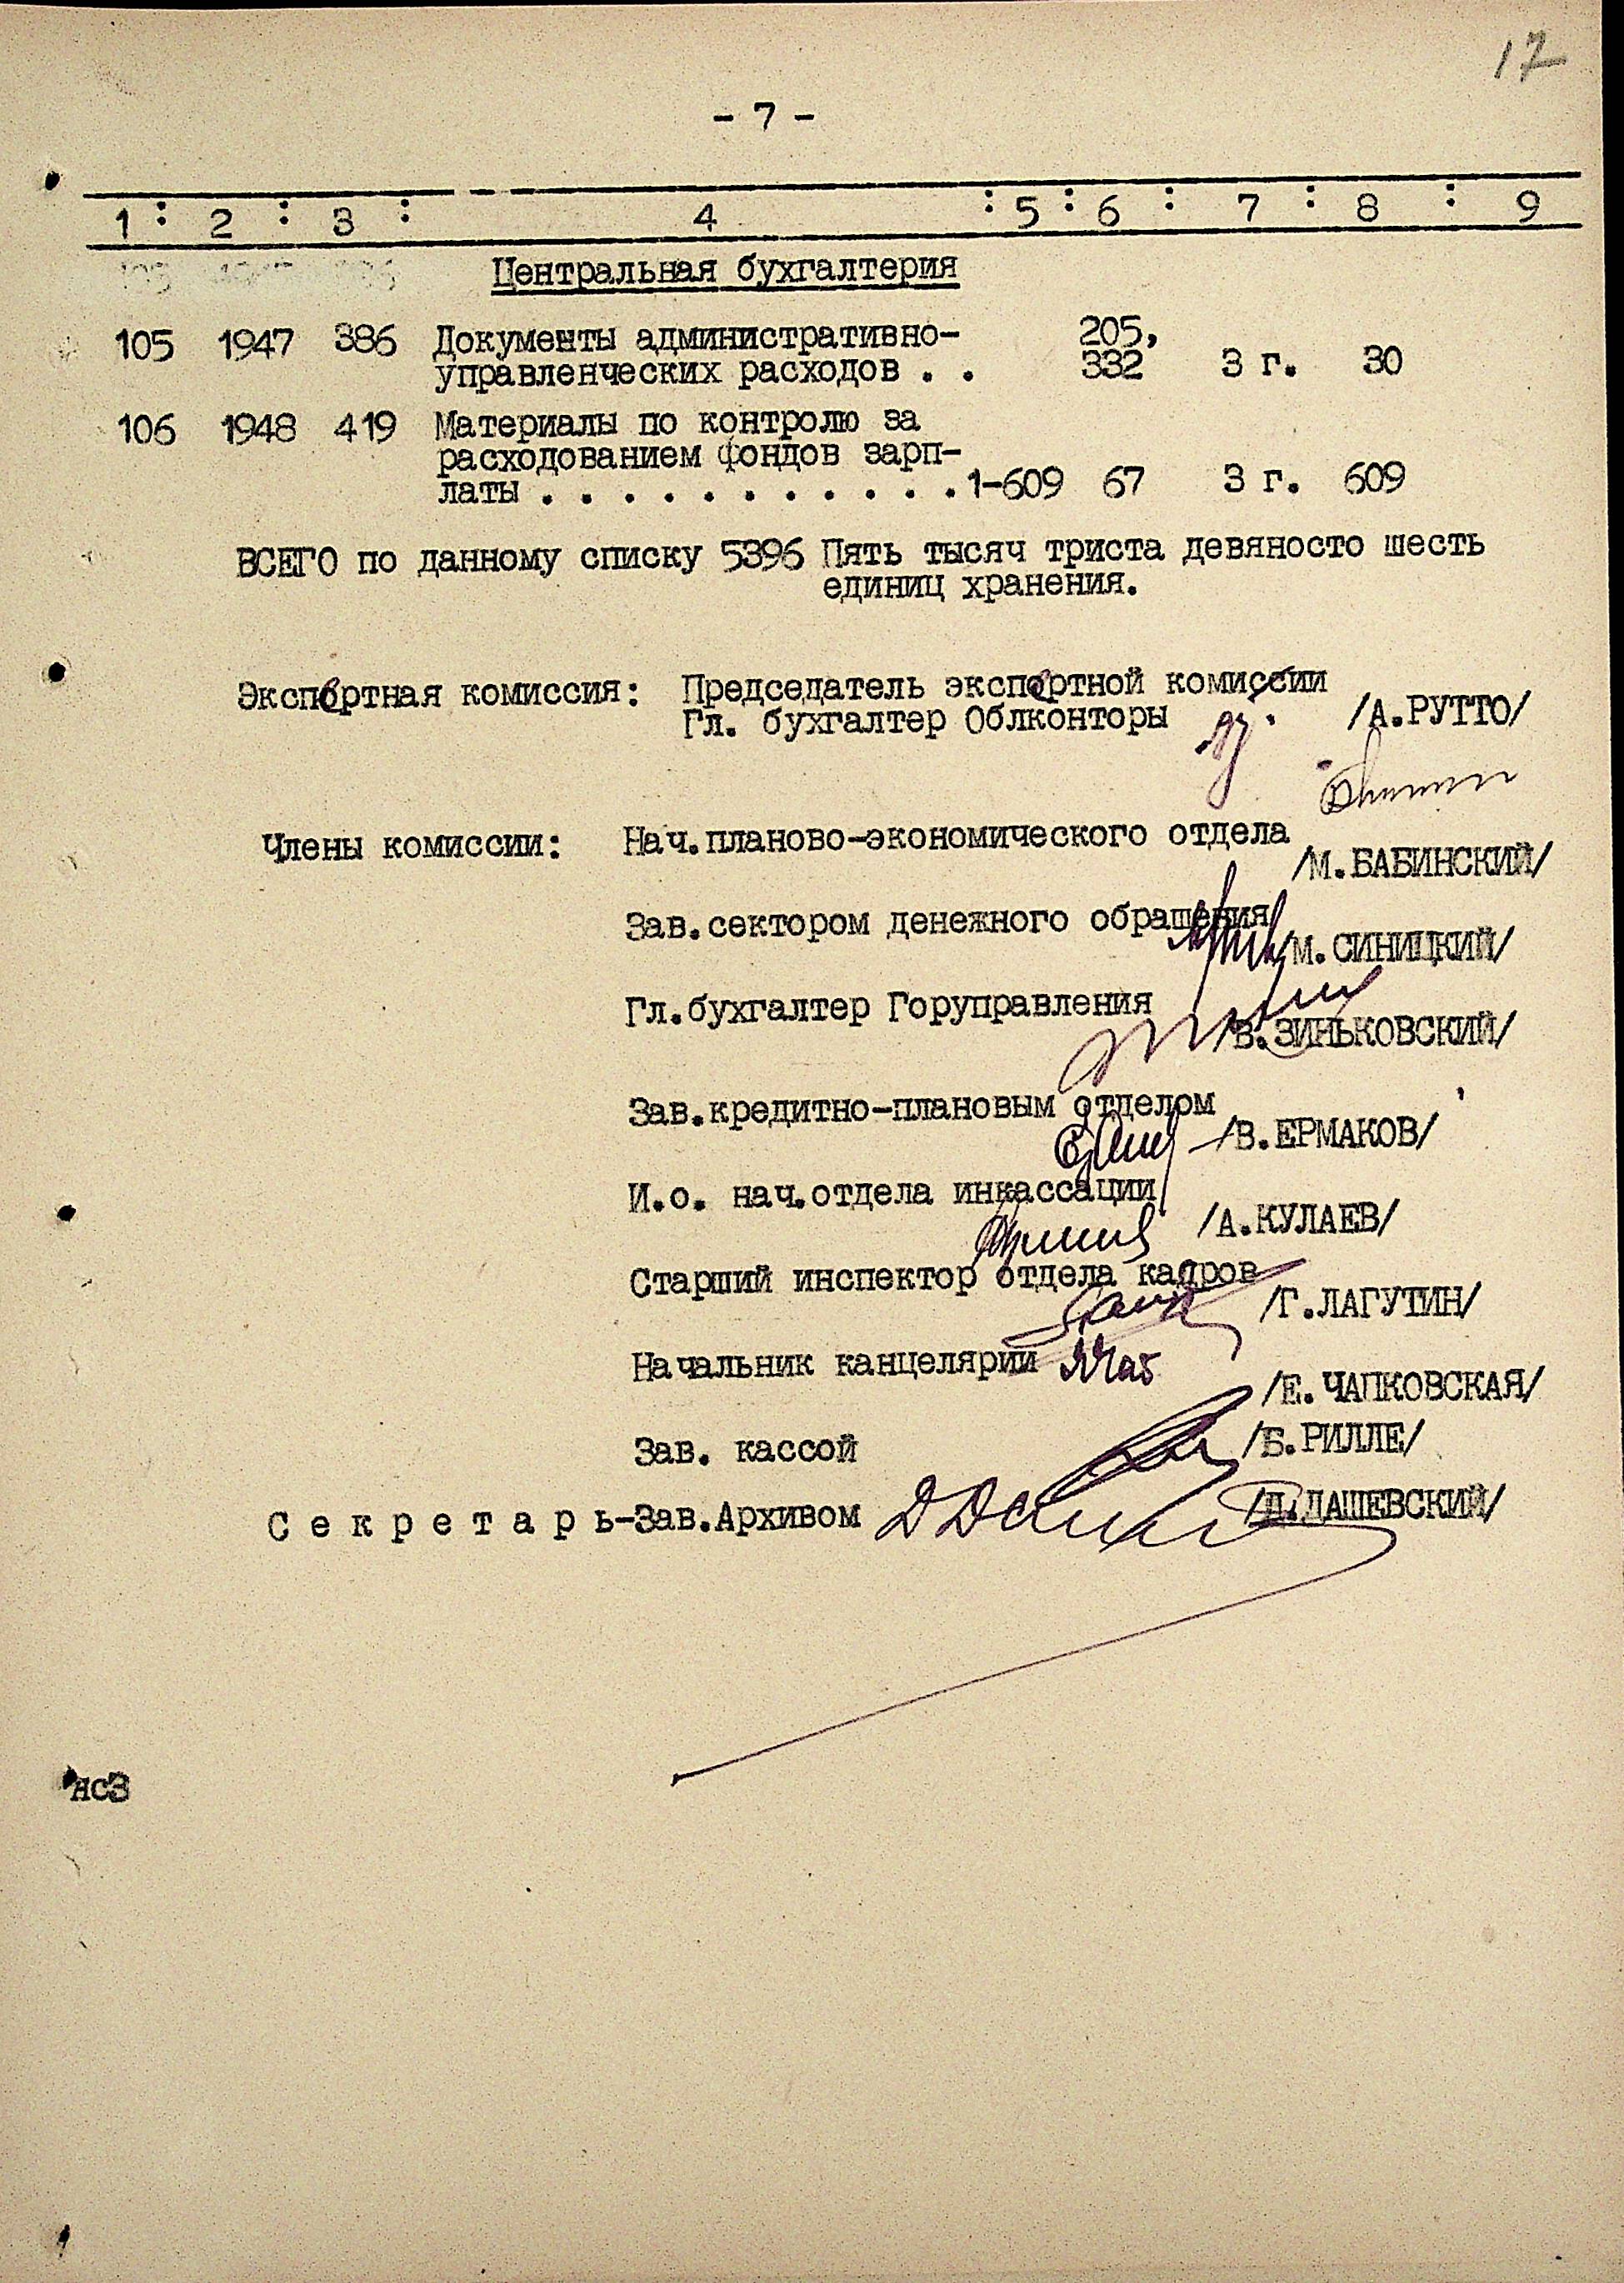 17
- 7 -
1 : 2 : 3 : 4 : 5 : 6 : 7 : 8 : 9
Центральная бухгалтерия
105 1947 386 Документы административно- 205,
управленческих расходов . . 332 3 г. 30
106 1948 419 Материалы по контролю за
расходованием фондов зарп-
латы . . . . . . . . . . . 1-609 67 3 г. 609
ВСЕГО по данному списку 5396 Пять тысяч триста девяносто шесть
единиц хранения.
Экспертная комиссия: Председатель экспертной комиссии
Гл. бухгалтер Облконторы /А.РУТТО/
Члены комиссии: Нач.планово-экономического отдела
/М.БАБИНСКИЙ/
Зав.сектором денежного обращения
/М.СИНИЦКИЙ/
Гл.бухгалтер Горуправления
/В.ЗИНЬКОВСКИЙ/
Зав.кредитно-плановым отделом
/В.ЕРМАКОВ/
И.о. нач.отдела инкассации
/А.КУЛАЕВ/
Старший инспектор отдела кадров
/Г.ЛАГУТИН/
Начальник канцелярии
/Е.ЧАПКОВСКАЯ/
Зав. кассой /Б.РИЛЛЕ/
Секретарь-Зав.Архивом /Д.ДАШЕВСКИЙ/
нс3